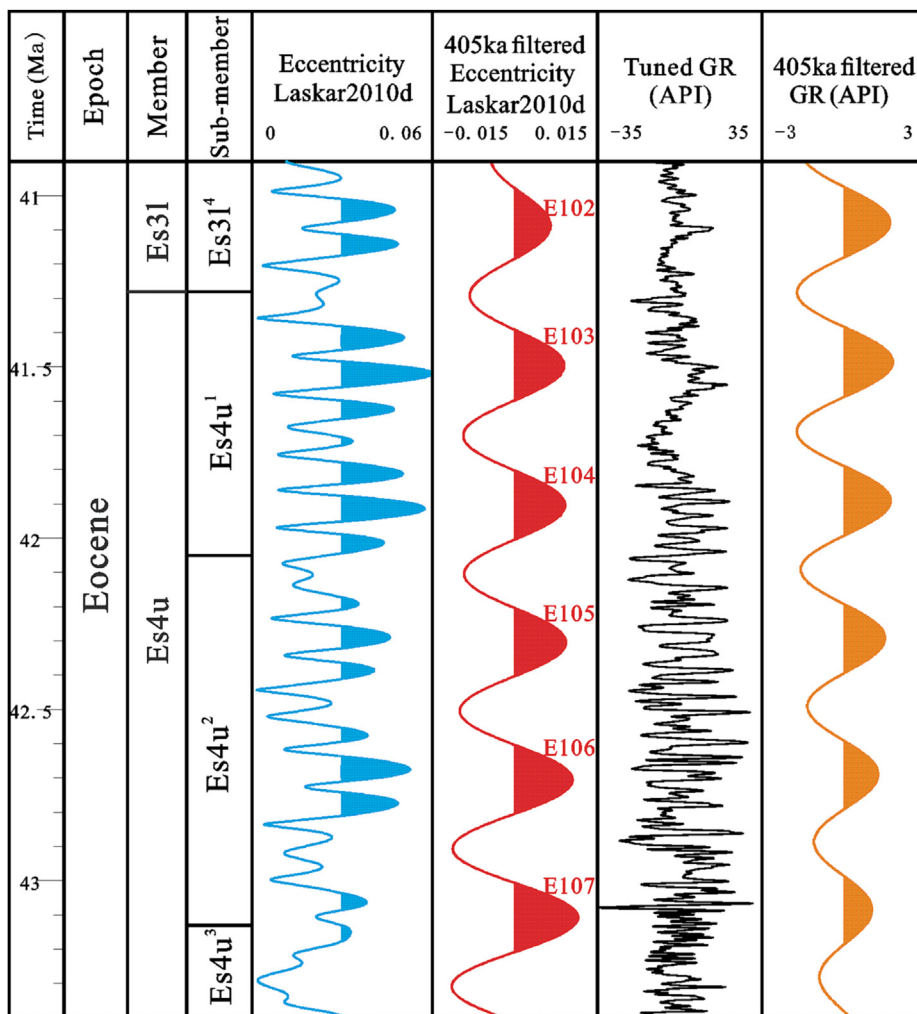 Time (Ma)
Epoch
Member
Sub-member
Eccentricity
Laskar2010d
0 0. 06
405ka filtered
Eccentricity
Laskar2010d
-0. 015 0. 015
Tuned GR
(API)
-35 35
405ka filtered
GR (API)
-3 3
41
41. 5
42
42. 5
43
Eocene
Es3l
Es4u
Es3l⁴
Es4u¹
Es4u²
Es4u³
E102
E103
E104
E105
E106
E107